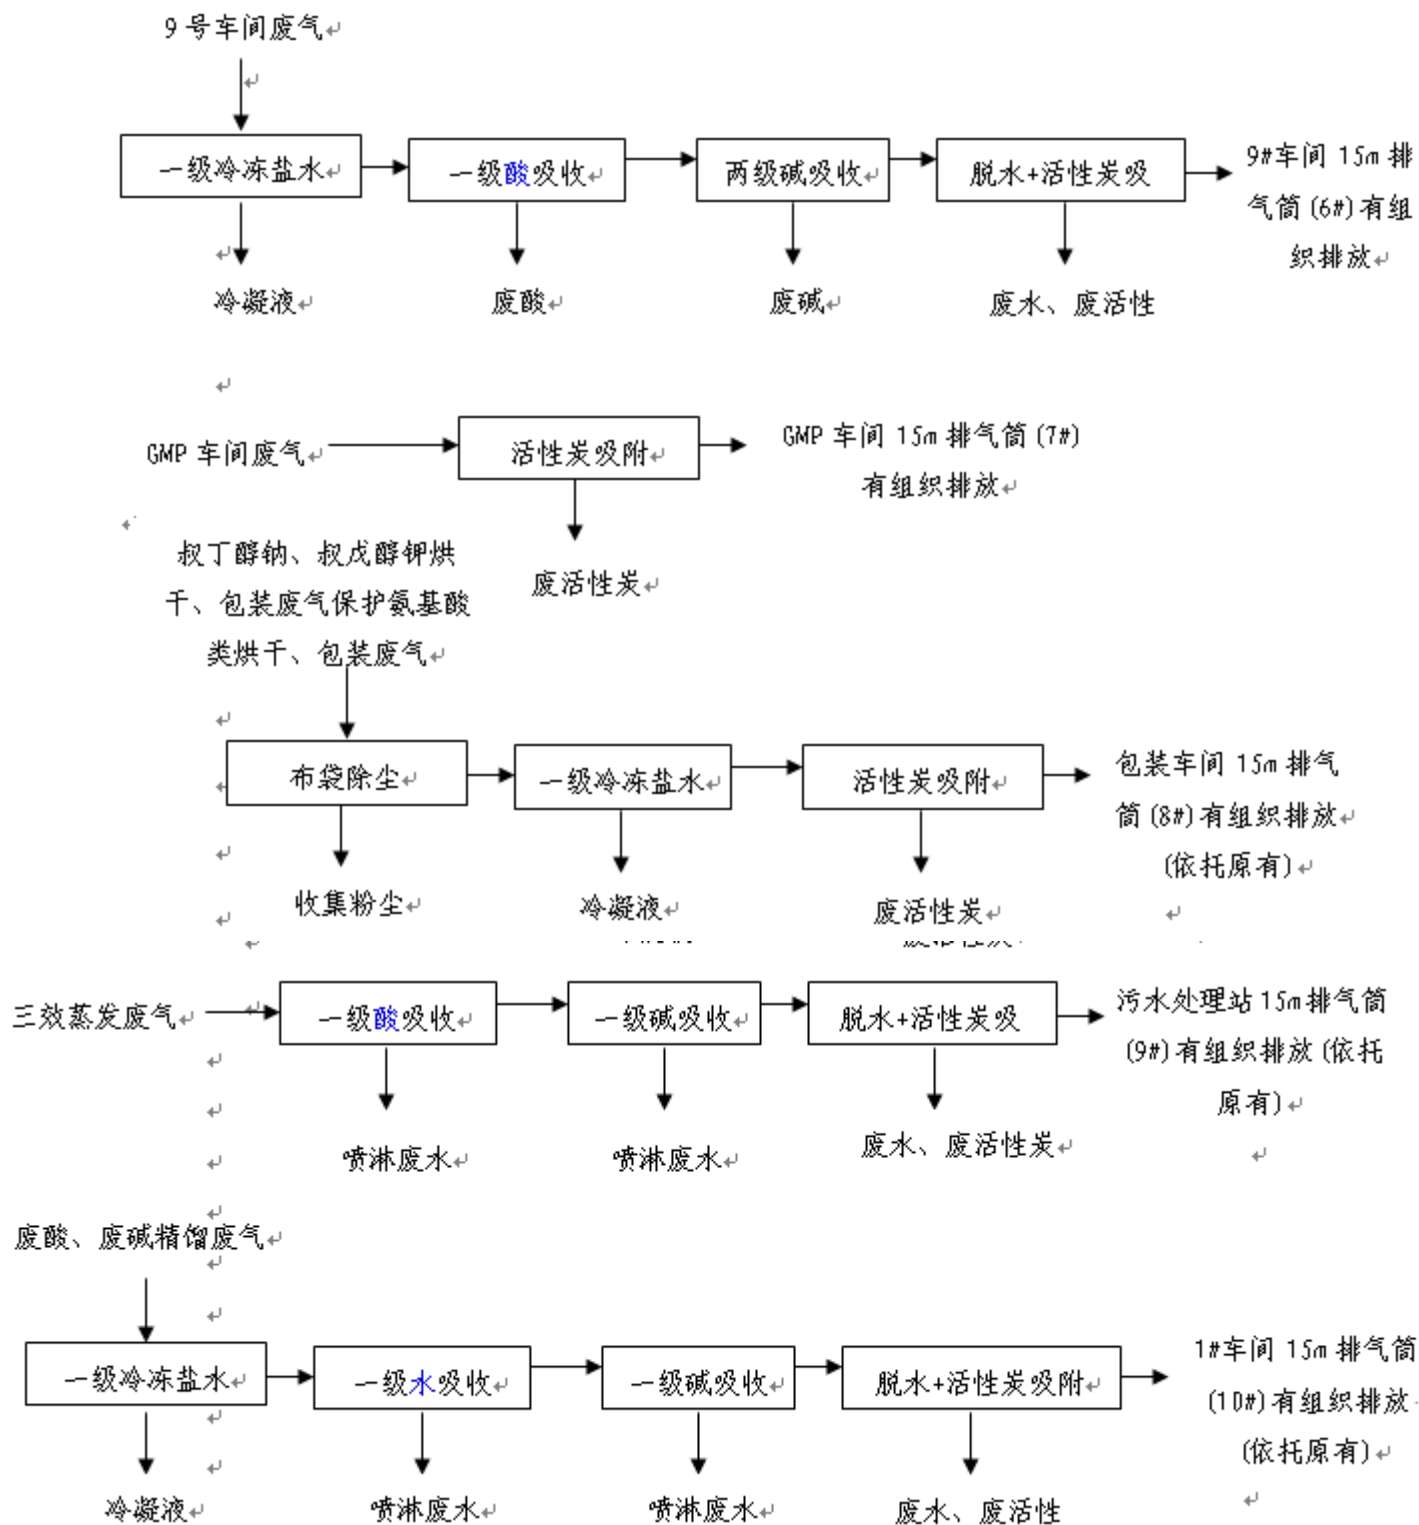 9号车间废气
一级冷冻盐水
一级酸吸收
两级碱吸收
脱水+活性炭吸
9#车间 15m 排
气筒(6#)有组
织排放
冷凝液
废酸
废碱
废水、废活性
GMP 车间废气
活性炭吸附
GMP 车间 15m 排气筒(7#)
有组织排放
废活性炭
叔丁醇钠、叔戊醇钾烘
干、包装废气保护氨基酸
类烘干、包装废气
布袋除尘
一级冷冻盐水
活性炭吸附
包装车间 15m 排气
筒(8#)有组织排放
(依托原有)
收集粉尘
冷凝液
废活性炭
三效蒸发废气
一级酸吸收
一级碱吸收
脱水+活性炭吸
污水处理站 15m 排气筒
(9#)有组织排放(依托
原有)
喷淋废水
喷淋废水
废水、废活性炭
废酸、废碱精馏废气
一级冷冻盐水
一级水吸收
一级碱吸收
脱水+活性炭吸附
1#车间 15m 排气筒
(10#)有组织排放
(依托原有)
冷凝液
喷淋废水
喷淋废水
废水、废活性